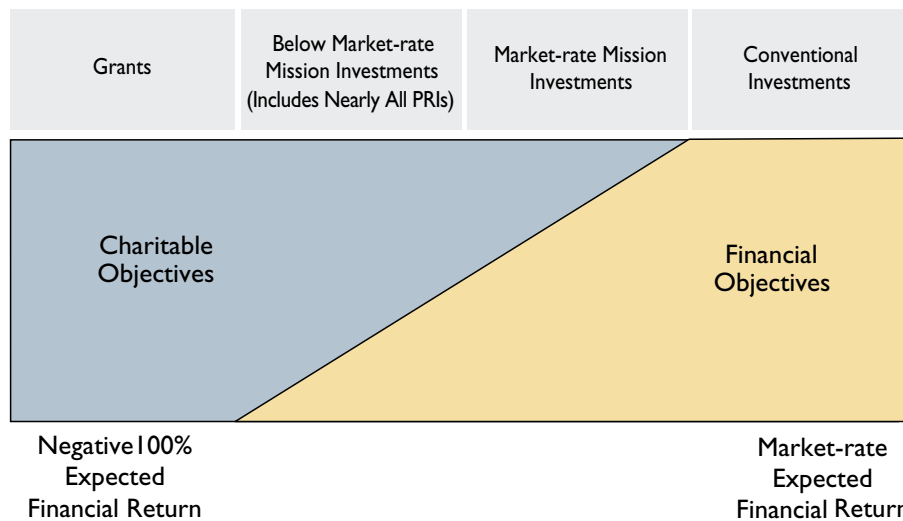 Grants
Below Market-rate
Mission Investments
(Includes Nearly All PRIs)
Market-rate Mission
Investments
Conventional
Investments
Charitable
Objectives
Financial
Objectives
Negative100%
Expected
Financial Return
Market-rate
Expected
Financial Return